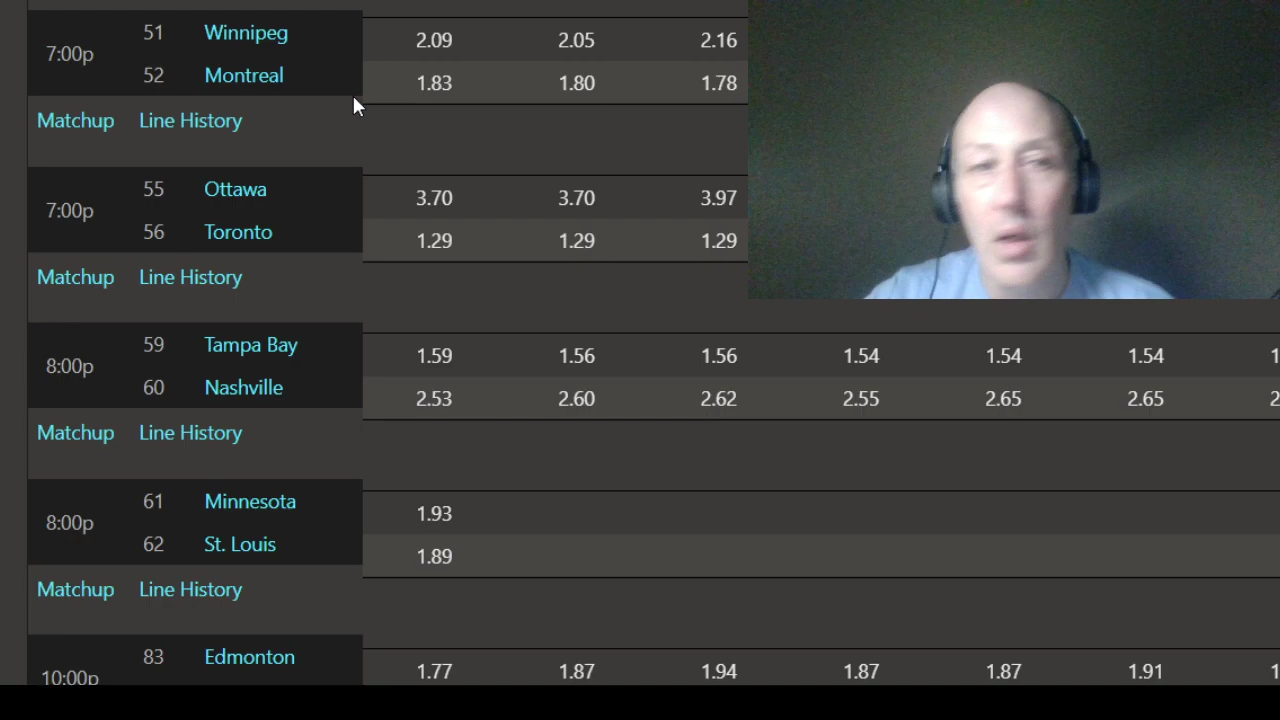 51 Winnipeg 2.09 2.05 2.16
7:00p
52 Montreal 1.83 1.80 1.78
Matchup Line History
55 Ottawa 3.70 3.70 3.97
7:00p
56 Toronto 1.29 1.29 1.29
Matchup Line History
59 Tampa Bay 1.59 1.56 1.56 1.54 1.54 1.54 1
8:00p
60 Nashville 2.53 2.60 2.62 2.55 2.65 2.65 2
Matchup Line History
61 Minnesota 1.93
8:00p
62 St. Louis 1.89
Matchup Line History
83 Edmonton 1.77 1.87 1.94 1.87 1.87 1.91 1
10:00p